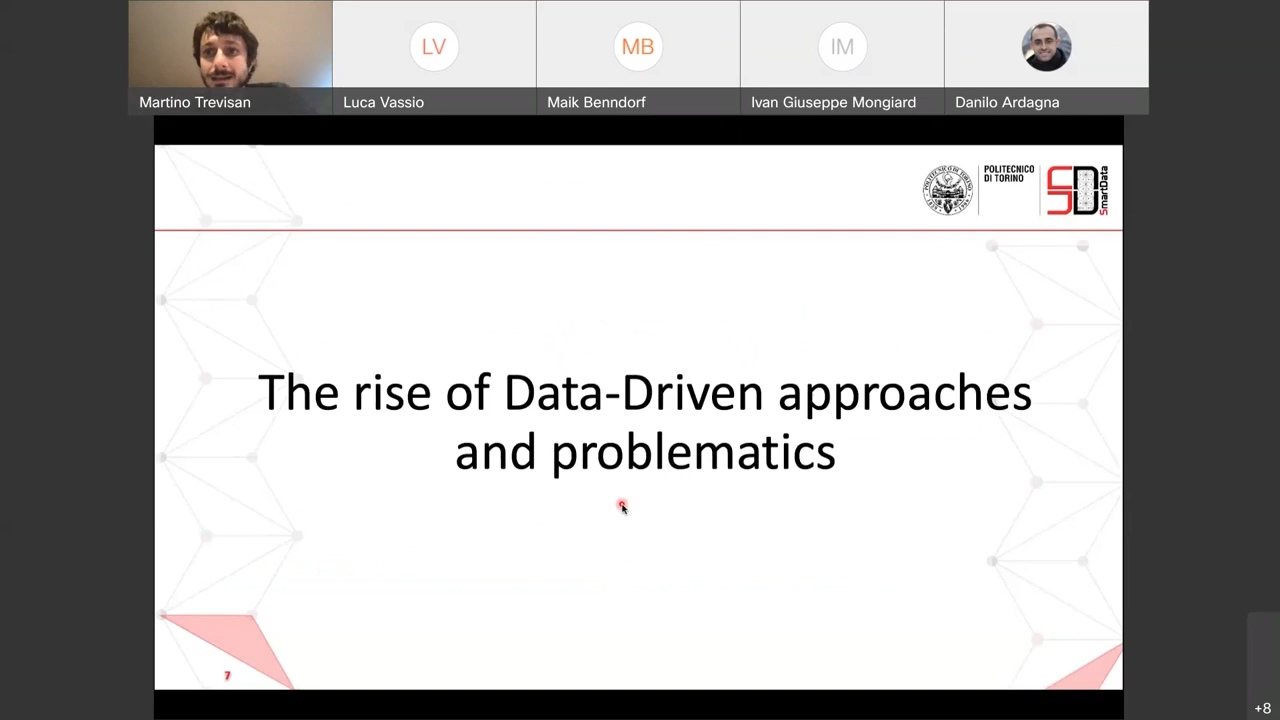 LV
MB
IM
Martino Trevisan
Luca Vassio
Maik Benndorf
Ivan Giuseppe Mongiard
Danilo Ardagna
POLITECNICO
DI TORINO
SmartData
The rise of Data-Driven approaches
and problematics
7
+8